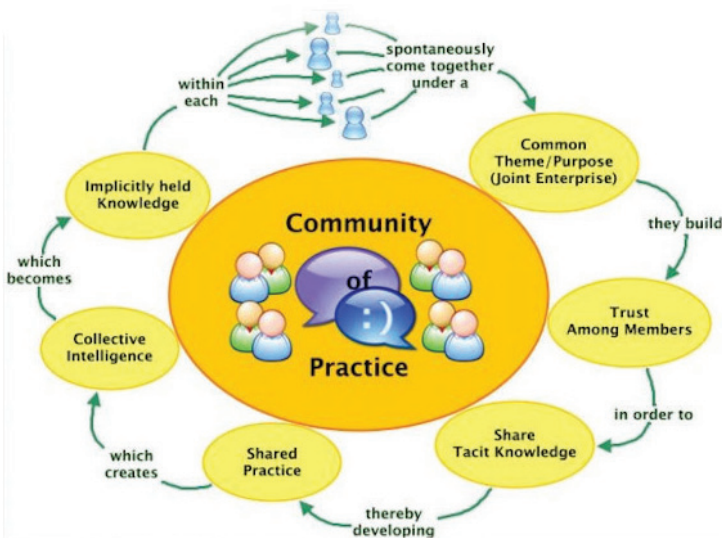 spontaneously
come together
under a
within
each
Common
Theme/Purpose
(Joint Enterprise)
they build
Trust
Among Members
in order to
Share
Tacit Knowledge
thereby
developing
Shared
Practice
which
creates
Collective
Intelligence
which
becomes
Implicitly held
Knowledge
Community
of
:)
Practice